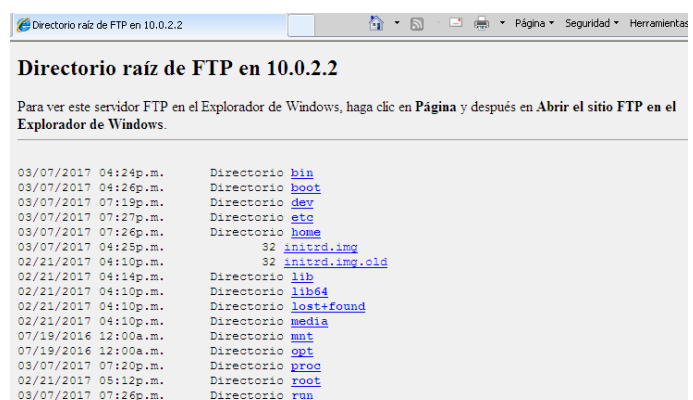 Directorio raíz de FTP en 10.0.2.2
Página Seguridad Herramientas
Directorio raíz de FTP en 10.0.2.2
Para ver este servidor FTP en el Explorador de Windows, haga clic en Página y después en Abrir el sitio FTP en el
Explorador de Windows.
03/07/2017 04:24p.m. Directorio bin
03/07/2017 04:26p.m. Directorio boot
03/07/2017 07:19p.m. Directorio dev
03/07/2017 07:27p.m. Directorio etc
03/07/2017 07:26p.m. Directorio home
03/07/2017 04:25p.m. 32 initrd.img
02/21/2017 04:10p.m. 32 initrd.img.old
02/21/2017 04:14p.m. Directorio lib
02/21/2017 04:10p.m. Directorio lib64
02/21/2017 04:10p.m. Directorio lost+found
02/21/2017 04:10p.m. Directorio media
07/19/2016 12:00a.m. Directorio mnt
07/19/2016 12:00a.m. Directorio opt
03/07/2017 07:20p.m. Directorio proc
02/21/2017 05:12p.m. Directorio root
03/07/2017 07:26p.m. Directorio run